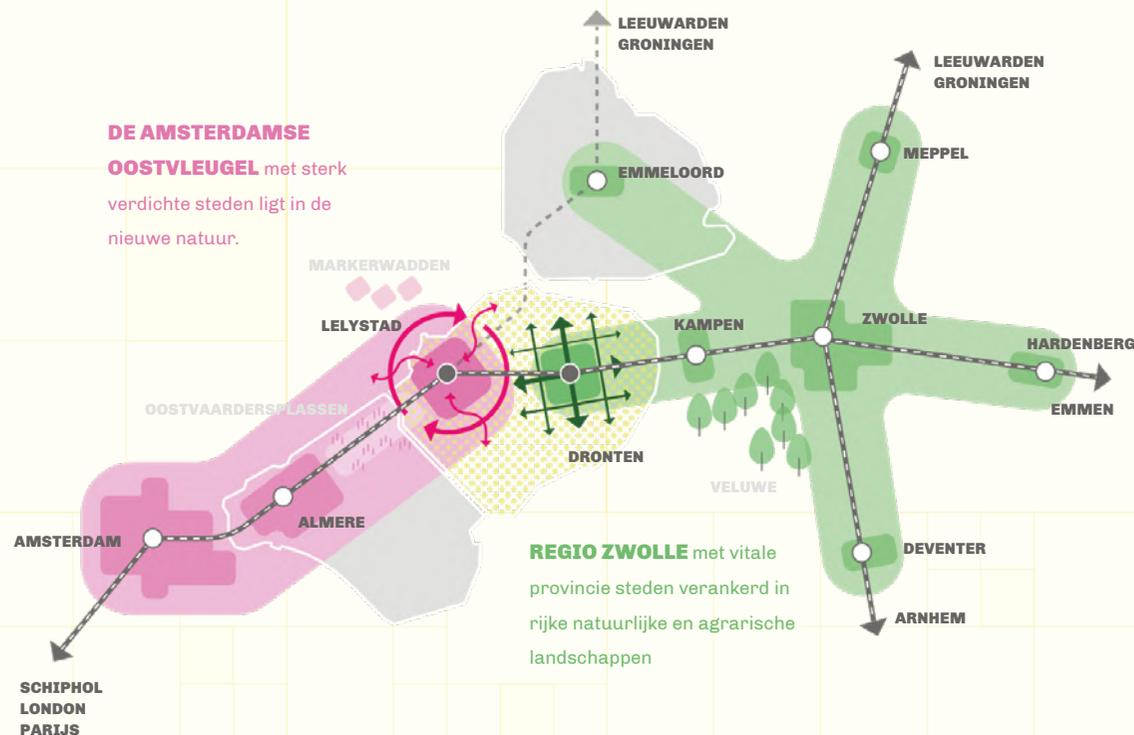 LEEUWARDEN
GRONINGEN
LEEUWARDEN
GRONINGEN
DE AMSTERDAMSE
OOSTVLEUGEL met sterk
verdichte steden ligt in de
nieuwe natuur.
MEPPEL
EMMELOORD
MARKERWADDEN
LELYSTAD
KAMPEN
ZWOLLE
HARDENBERG
OOSTVAARDERSPLASSEN
EMMEN
DRONTEN
VELUWE
ALMERE
AMSTERDAM
REGIO ZWOLLE met vitale
provincie steden verankerd in
rijke natuurlijke en agrarische
landschappen
DEVENTER
ARNHEM
SCHIPHOL
LONDON
PARIJS